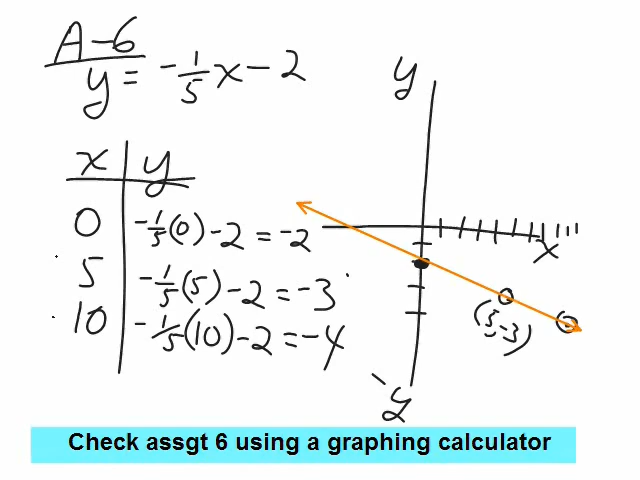 A-6
y = -1/5 x - 2
x y
0 -1/5(0) - 2 = -2
5 -1/5(5) - 2 = -3
10 -1/5(10) - 2 = -4
y
x
(5,-3)
-y
Check assgt 6 using a graphing calculator